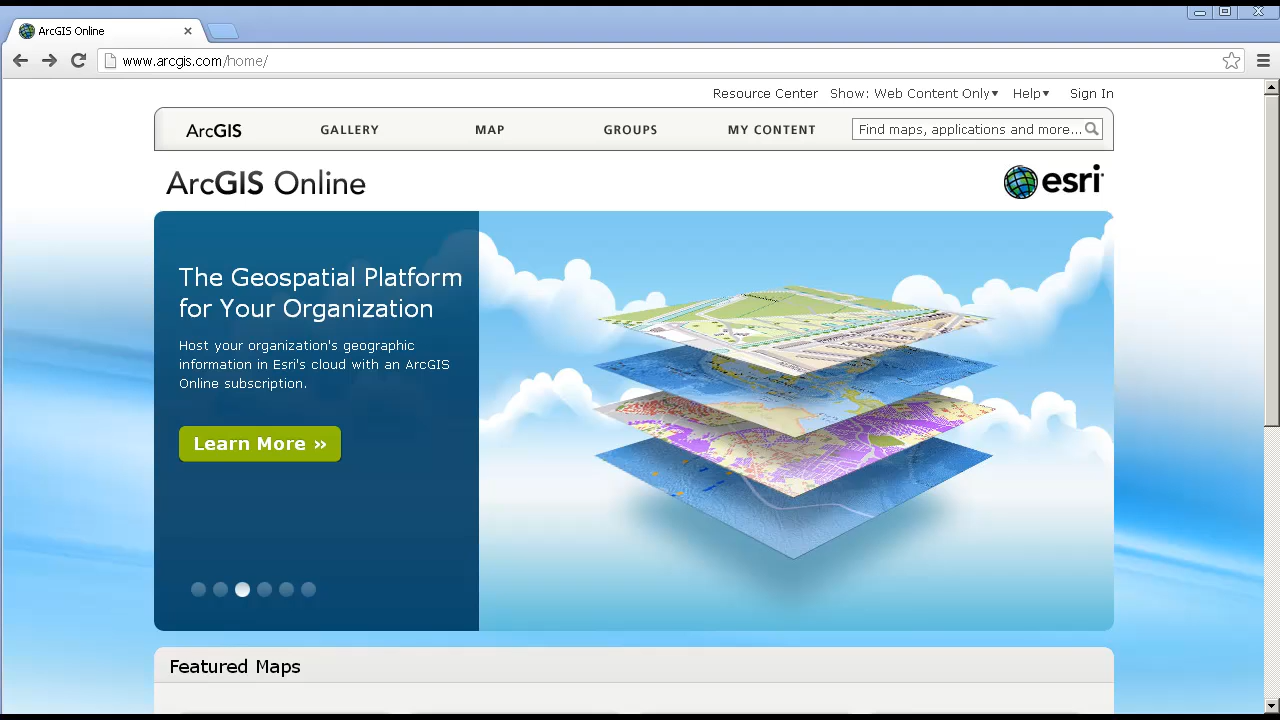 ArcGIS Online
www.arcgis.com/home/
Resource Center Show: Web Content Only▾ Help▾ Sign In
ArcGIS GALLERY MAP GROUPS MY CONTENT Find maps, applications and more...
ArcGIS Online esri
The Geospatial Platform
for Your Organization
Host your organization's geographic
information in Esri's cloud with an ArcGIS
Online subscription.
Learn More »
Featured Maps